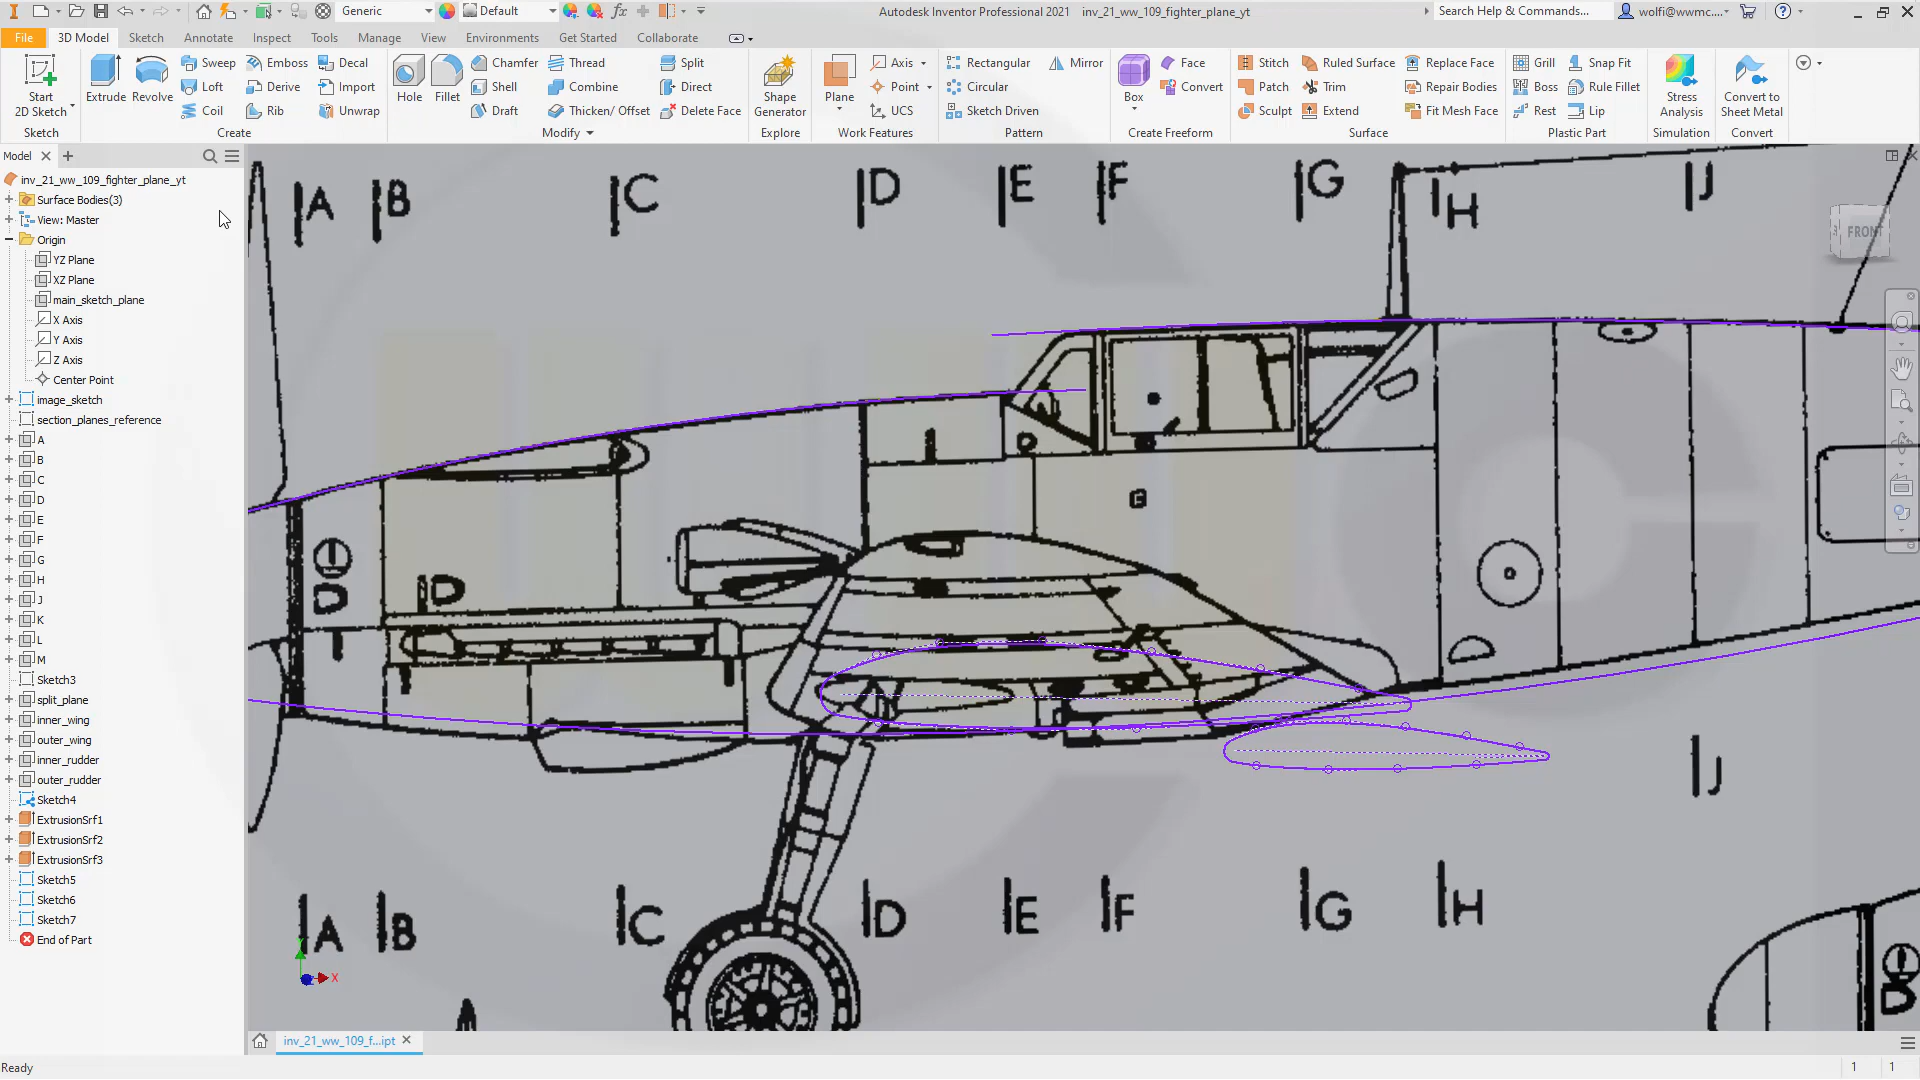 Generic
Default
Autodesk Inventor Professional 2021 inv_21_ww_109_fighter_plane_yt
Search Help & Commands...
wolfi@wwmc....
File 3D Model Sketch Annotate Inspect Tools Manage View Environments Get Started Collaborate
Start
2D Sketch
Sketch
Extrude
Revolve
Sweep
Loft
Coil
Emboss
Derive
Rib
Decal
Import
Unwrap
Create
Hole
Fillet
Chamfer
Shell
Draft
Thread
Combine
Thicken/ Offset
Split
Direct
Delete Face
Modify
Shape
Generator
Explore
Plane
Axis
Point
UCS
Work Features
Rectangular
Circular
Sketch Driven
Mirror
Pattern
Box
Face
Convert
Create Freeform
Stitch
Patch
Sculpt
Ruled Surface
Trim
Extend
Replace Face
Repair Bodies
Fit Mesh Face
Surface
Grill
Boss
Rest
Snap Fit
Rule Fillet
Lip
Plastic Part
Stress
Analysis
Simulation
Convert to
Sheet Metal
Convert
Model
inv_21_ww_109_fighter_plane_yt
Surface Bodies(3)
View: Master
Origin
YZ Plane
XZ Plane
main_sketch_plane
X Axis
Y Axis
Z Axis
Center Point
image_sketch
section_planes_reference
A
B
C
D
E
F
G
H
J
K
L
M
Sketch3
split_plane
inner_wing
outer_wing
inner_rudder
outer_rudder
Sketch4
ExtrusionSrf1
ExtrusionSrf2
ExtrusionSrf3
Sketch5
Sketch6
Sketch7
End of Part
A B C D E F G H J
FRONT
G
D
D
J
A B C D E F G H
D
X
inv_21_ww_109_f...ipt
Ready
1 1